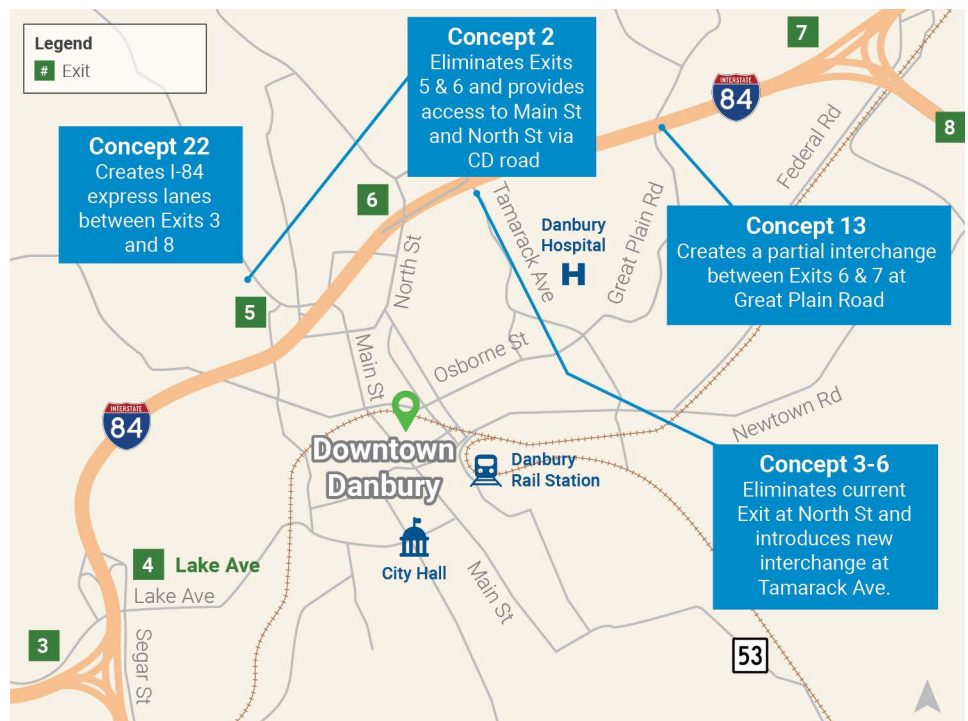 Legend
# Exit
Concept 22
Creates I-84
express lanes
between Exits 3
and 8
Concept 2
Eliminates Exits
5 & 6 and provides
access to Main St
and North St via
CD road
7
INTERSTATE
84
8
Federal Rd
6
North St
Tamarack Ave
Danbury
Hospital
H
Great Plain Rd
Concept 13
Creates a partial interchange
between Exits 6 & 7 at
Great Plain Road
5
Main St
Osborne St
INTERSTATE
84
Newtown Rd
Downtown
Danbury
Danbury
Rail Station
Concept 3-6
Eliminates current
Exit at North St and
introduces new
interchange at
Tamarack Ave.
City Hall
4 Lake Ave
Lake Ave
Main St
3
Segar St
53